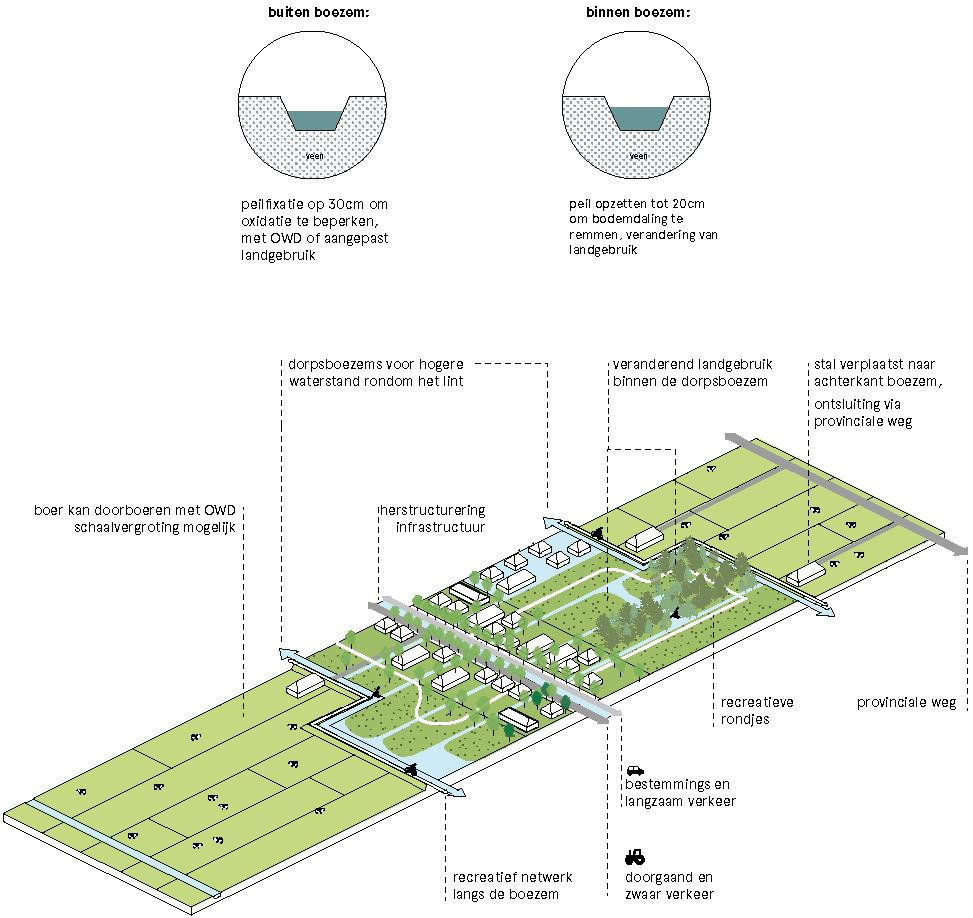 buiten boezem:
binnen boezem:
veen
veen
peilfixatie op 30cm om
oxidatie te beperken,
met OWD of aangepast
landgebruik
peil opzetten tot 20cm
om bodemdaling te
remmen, verandering van
landgebruik
dorpsboezems voor hogere
waterstand rondom het lint
veranderend landgebruik
binnen de dorpsboezem
stal verplaatst naar
achterkant boezem,
ontsluiting via
provinciale weg
boer kan doorboeren met OWD
schaalvergroting mogelijk
herstructurering
infrastructuur
recreatieve
rondjes
provinciale weg
bestemmings en
langzaam verkeer
recreatief netwerk
langs de boezem
doorgaand en
zwaar verkeer